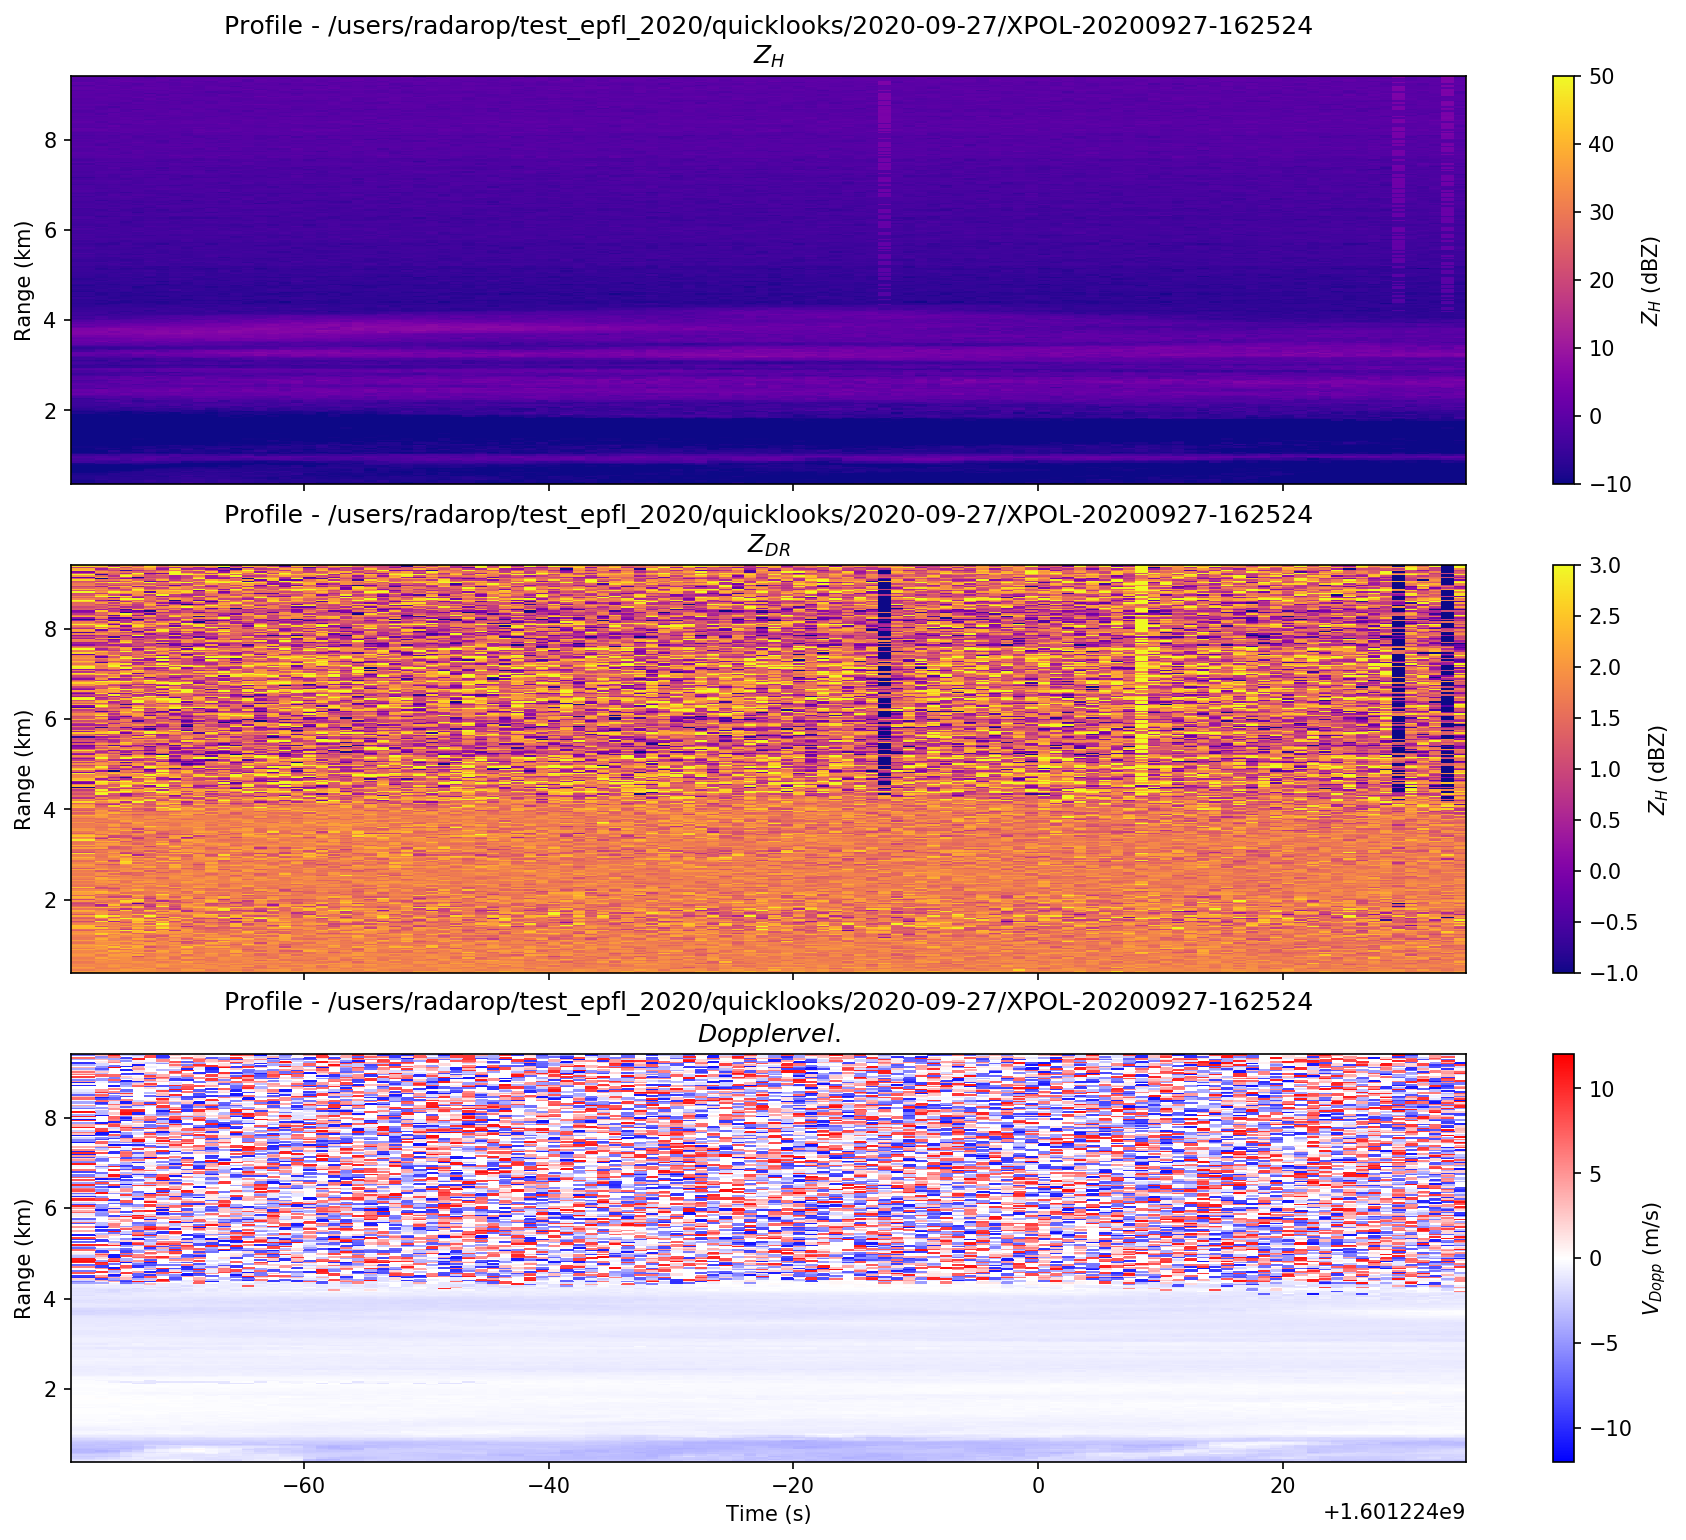 Profile - /users/radarop/test_epfl_2020/quicklooks/2020-09-27/XPOL-20200927-162524
Z_H
8
6
4
2
Range (km)
50
40
30
20
10
0
−10
Z_H (dBZ)
Profile - /users/radarop/test_epfl_2020/quicklooks/2020-09-27/XPOL-20200927-162524
Z_DR
8
6
4
2
Range (km)
3.0
2.5
2.0
1.5
1.0
0.5
0.0
−0.5
−1.0
Z_H (dBZ)
Profile - /users/radarop/test_epfl_2020/quicklooks/2020-09-27/XPOL-20200927-162524
Dopplervel.
8
6
4
2
Range (km)
−60 −40 −20 0 20
Time (s)
+1.601224e9
10
5
0
−5
−10
V_Dopp (m/s)